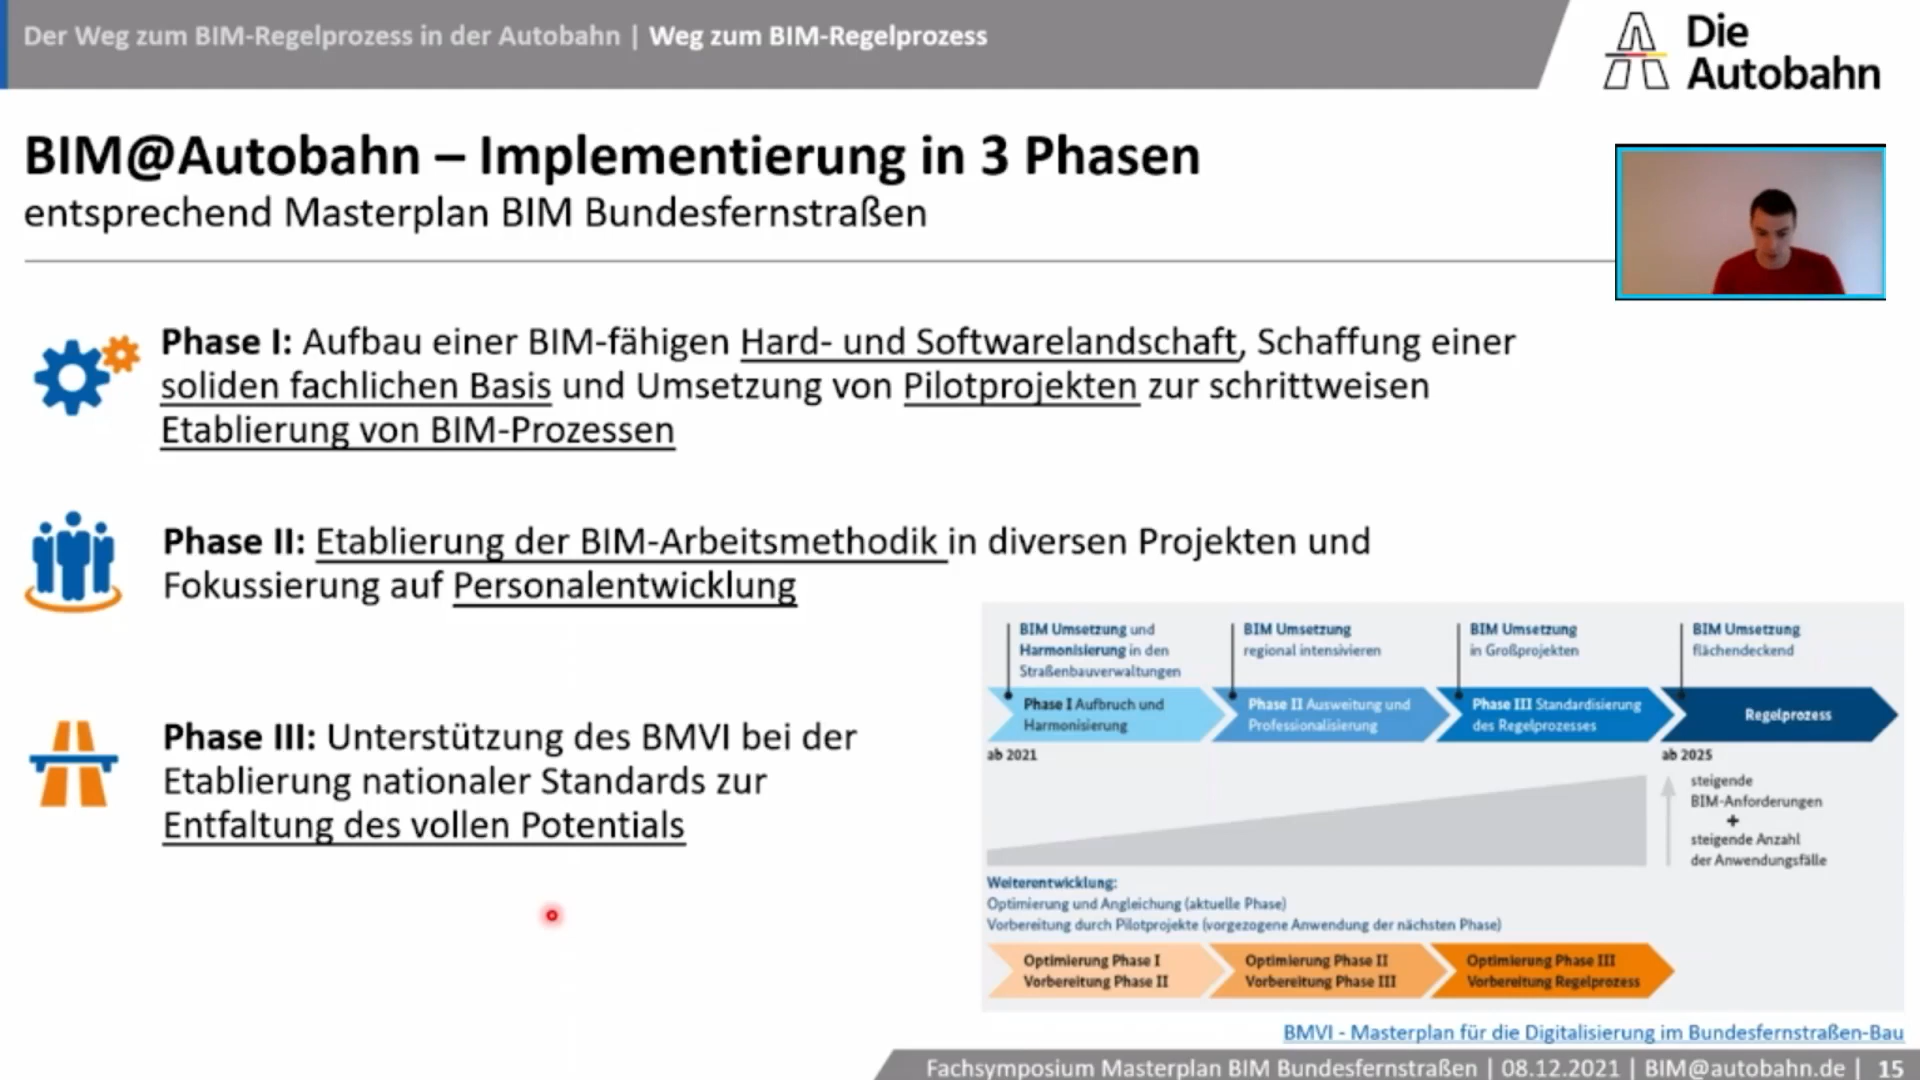 Der Weg zum BIM-Regelprozess in der Autobahn | Weg zum BIM-Regelprozess
Die
Autobahn
BIM@Autobahn – Implementierung in 3 Phasen
entsprechend Masterplan BIM Bundesfernstraßen
Phase I: Aufbau einer BIM-fähigen Hard- und Softwarelandschaft, Schaffung einer
soliden fachlichen Basis und Umsetzung von Pilotprojekten zur schrittweisen
Etablierung von BIM-Prozessen
Phase II: Etablierung der BIM-Arbeitsmethodik in diversen Projekten und
Fokussierung auf Personalentwicklung
Phase III: Unterstützung des BMVI bei der
Etablierung nationaler Standards zur
Entfaltung des vollen Potentials
BIM Umsetzung und
Harmonisierung in den
Straßenbauverwaltungen
BIM Umsetzung
regional intensivieren
BIM Umsetzung
in Großprojekten
BIM Umsetzung
flächendeckend
Phase I Aufbruch und
Harmonisierung
Phase II Ausweitung und
Professionalisierung
Phase III Standardisierung
des Regelprozesses
Regelprozess
ab 2021
ab 2025
steigende
BIM-Anforderungen
+
steigende Anzahl
der Anwendungsfälle
Weiterentwicklung:
Optimierung und Angleichung (aktuelle Phase)
Vorbereitung durch Pilotprojekte (vorgezogene Anwendung der nächsten Phase)
Optimierung Phase I
Vorbereitung Phase II
Optimierung Phase II
Vorbereitung Phase III
Optimierung Phase III
Vorbereitung Regelprozess
BMVI - Masterplan für die Digitalisierung im Bundesfernstraßen-Bau
Fachsymposium Masterplan BIM Bundesfernstraßen | 08.12.2021 | BIM@autobahn.de | 15